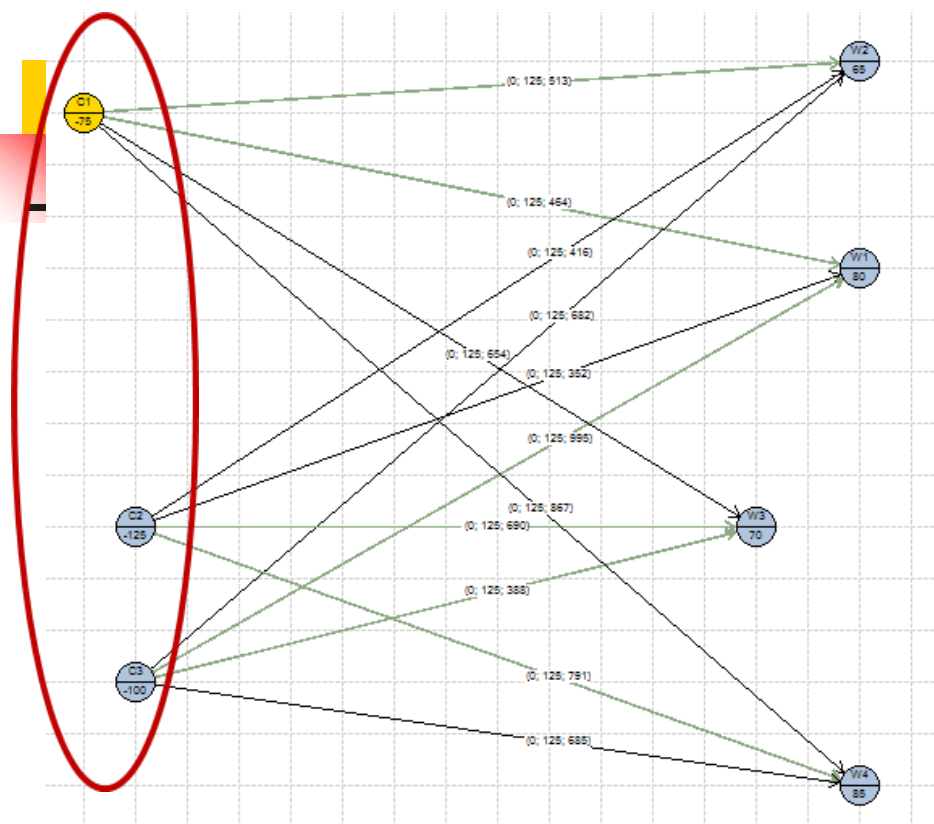 W2
65
(0; 125; 513)
C1
-75
(0; 125; 464)
(0; 125; 416)
W1
80
(0; 125; 682)
(0; 125; 654)
(0; 125; 352)
(0; 125; 995)
(0; 125; 867)
C2
-125
(0; 125; 690)
W3
70
(0; 125; 388)
C3
-100
(0; 125; 791)
(0; 125; 685)
W4
85